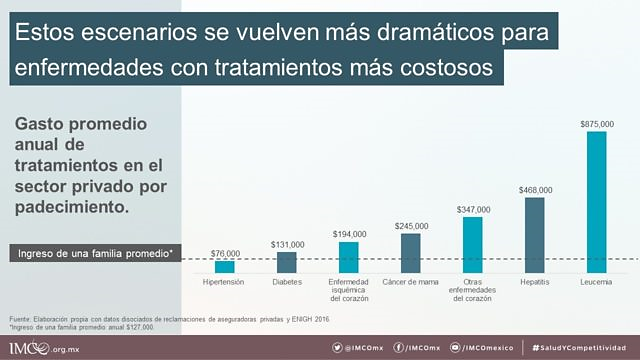 Estos escenarios se vuelven más dramáticos para
enfermedades con tratamientos más costosos
Gasto promedio
anual de
tratamientos en el
sector privado por
padecimiento.
Ingreso de una familia promedio*
$76,000
$131,000
$194,000
$245,000
$347,000
$468,000
$875,000
Hipertensión
Diabetes
Enfermedad
isquémica
del corazón
Cáncer de mama
Otras
enfermedades
del corazón
Hepatitis
Leucemia
Fuente: Elaboración propia con datos disociados de reclamaciones de aseguradoras privadas y ENIGH 2016.
*Ingreso de una familia promedio anual $127,000.
IMCO.org.mx
@IMCOmx
/IMCOmx
/IMCOmexico
#SaludYCompetitividad